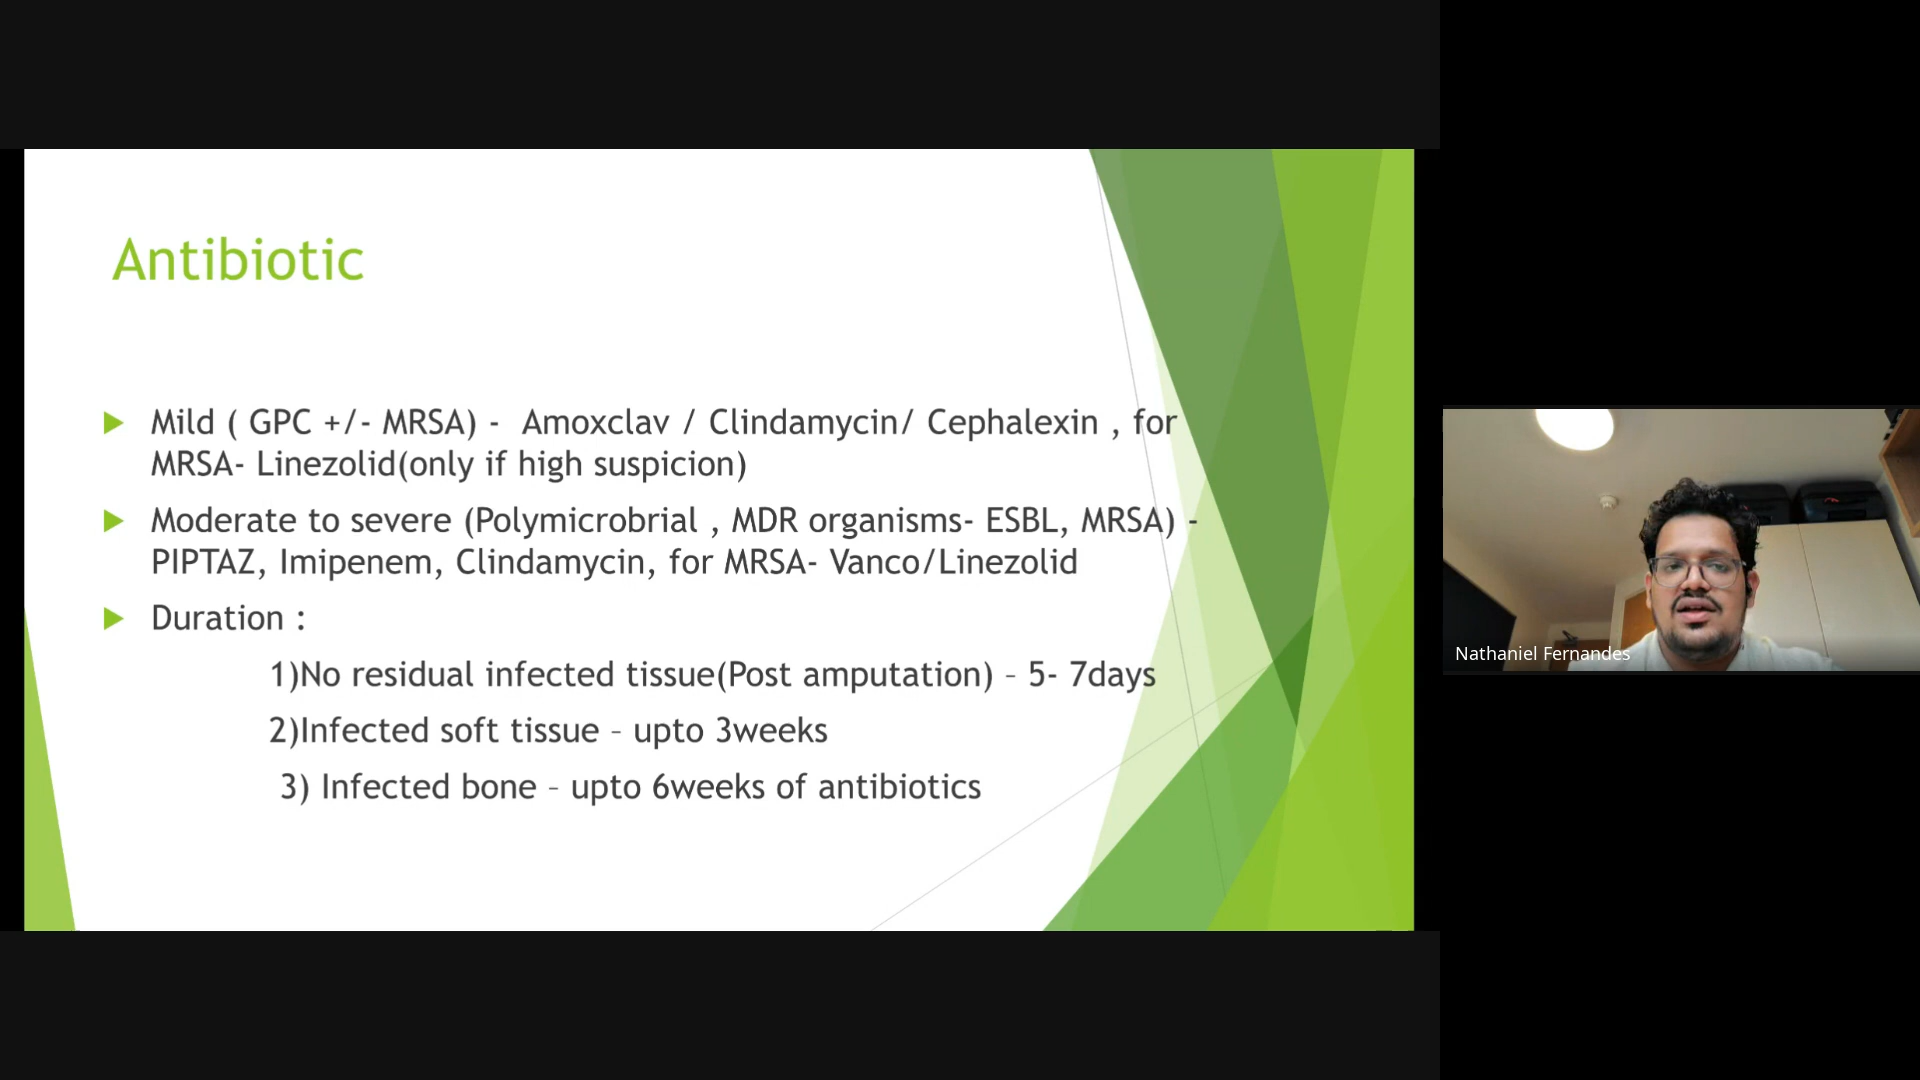 Antibiotic
Mild ( GPC +/- MRSA) - Amoxclav / Clindamycin/ Cephalexin , for
MRSA- Linezolid(only if high suspicion)
Moderate to severe (Polymicrobrial , MDR organisms- ESBL, MRSA) -
PIPTAZ, Imipenem, Clindamycin, for MRSA- Vanco/Linezolid
Duration :
1)No residual infected tissue(Post amputation) – 5- 7days
2)Infected soft tissue – upto 3weeks
3) Infected bone – upto 6weeks of antibiotics
Nathaniel Fernandes